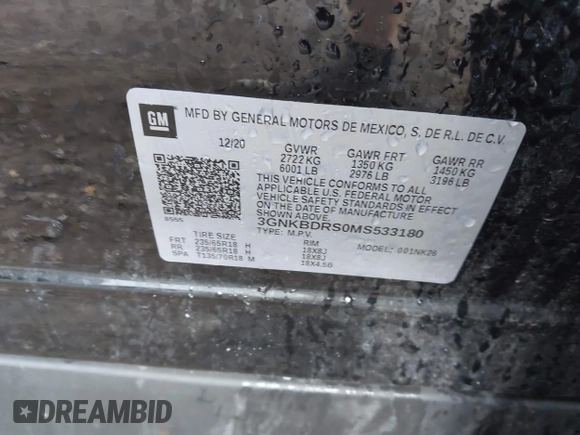 GM
MFD BY GENERAL MOTORS DE MEXICO, S. DE R.L. DE C.V.
12/20 GVWR GAWR FRT GAWR RR
2722 KG 1350 KG 1450 KG
6001 LB 2976 LB 3196 LB
THIS VEHICLE CONFORMS TO ALL
APPLICABLE U.S. FEDERAL MOTOR
VEHICLE SAFETY STANDARDS IN EFFECT
ON THE DATE OF MANUFACTURE
SHOWN ABOVE.
3GNKBDRS0MS533180
TYPE: M.P.V. MODEL: 001NK26
TIRE SIZE RIM
FRT 235/65R18 H 18X8J
RR 235/65R18 H 18X8J
SPA T135/70R18 M 18X4.5B
DREAMBID